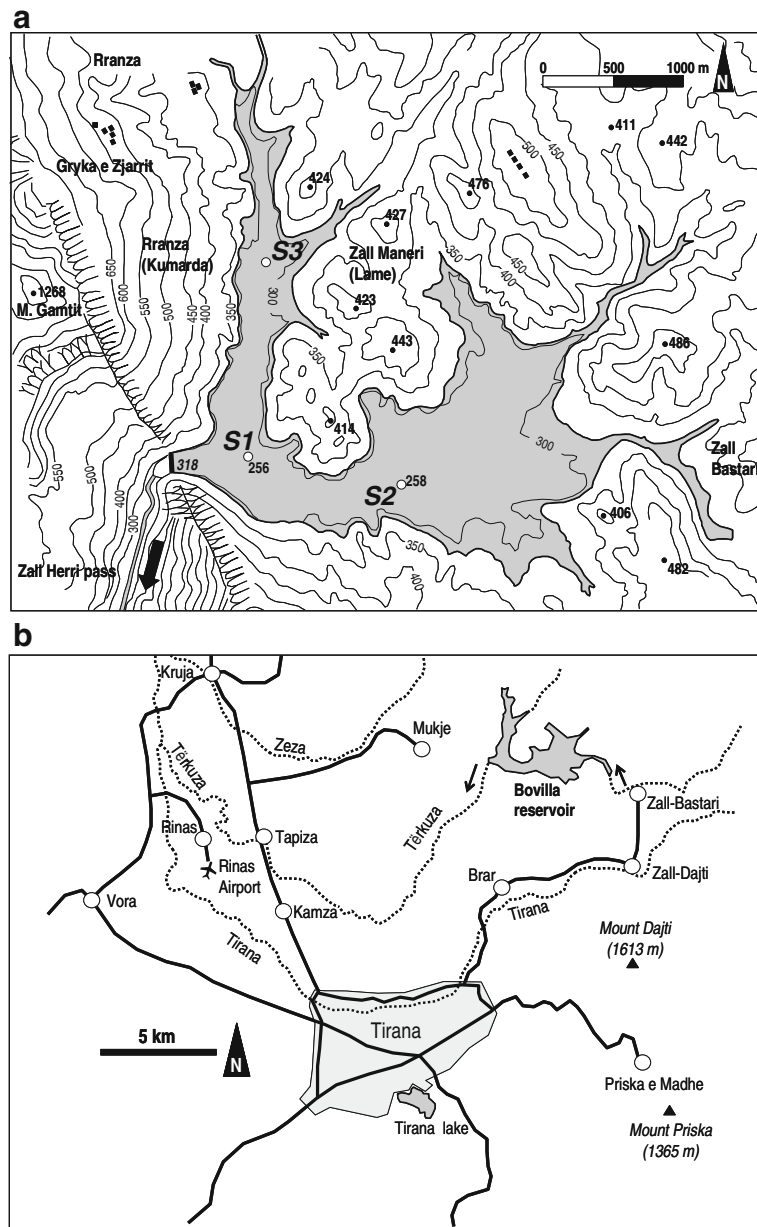 a
Rranza
0 500 1000 m
N
411
442
Gryka e Zjarrit
500
450
424
476
427
S3
Rranza
(Kumarda)
Zall Maneri
(Lame)
350
450
400
650
600
550
500
450
400
350
300
1268
M. Gamtit
423
443
486
350
414
S1
256
318
S2
258
300
Zall
Bastari
550
500
400
300
406
482
350
400
Zall Herri pass
b
Kruja
Mukje
Zeza
Tërkuza
Bovilla
reservoir
Zall-Bastari
Tërkuza
Rinas
Tapiza
Rinas
Airport
Brar
Zall-Dajti
Vora
Kamza
Tirana
Tirana
Mount Dajti
(1613 m)
5 km
N
Tirana
Priska e Madhe
Tirana lake
Mount Priska
(1365 m)